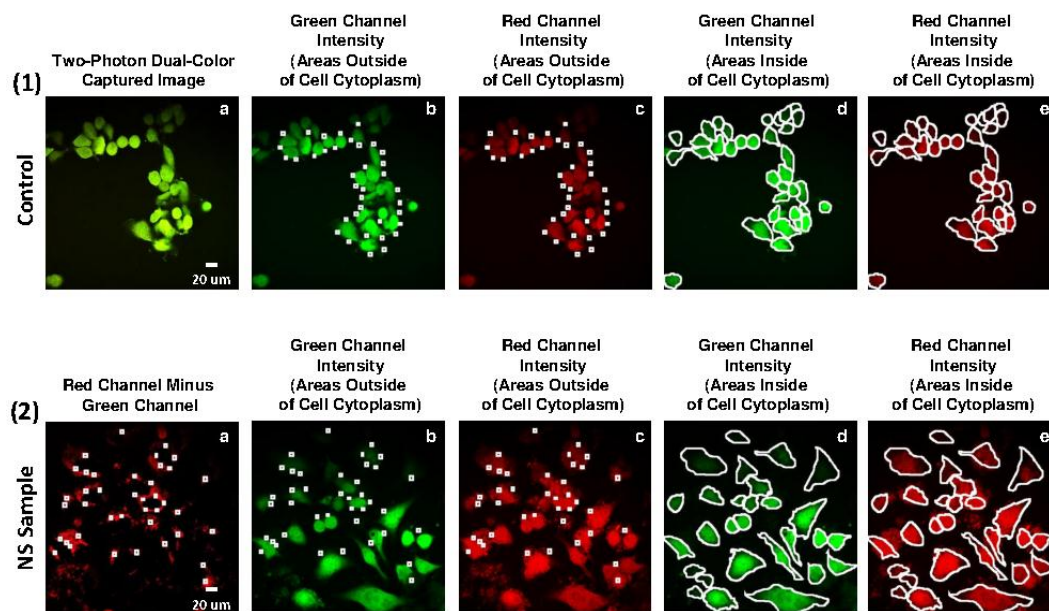 Two-Photon Dual-Color
Captured Image
Green Channel
Intensity
(Areas Outside
of Cell Cytoplasm)
Red Channel
Intensity
(Areas Outside
of Cell Cytoplasm)
Green Channel
Intensity
(Areas Inside
of Cell Cytoplasm)
Red Channel
Intensity
(Areas Inside
of Cell Cytoplasm)
(1)
Control
a
20 um
b
c
d
e
Red Channel Minus
Green Channel
Green Channel
Intensity
(Areas Outside
of Cell Cytoplasm)
Red Channel
Intensity
(Areas Outside
of Cell Cytoplasm)
Green Channel
Intensity
(Areas Inside
of Cell Cytoplasm)
Red Channel
Intensity
(Areas Inside
of Cell Cytoplasm)
(2)
NS Sample
a
20 um
b
c
d
e